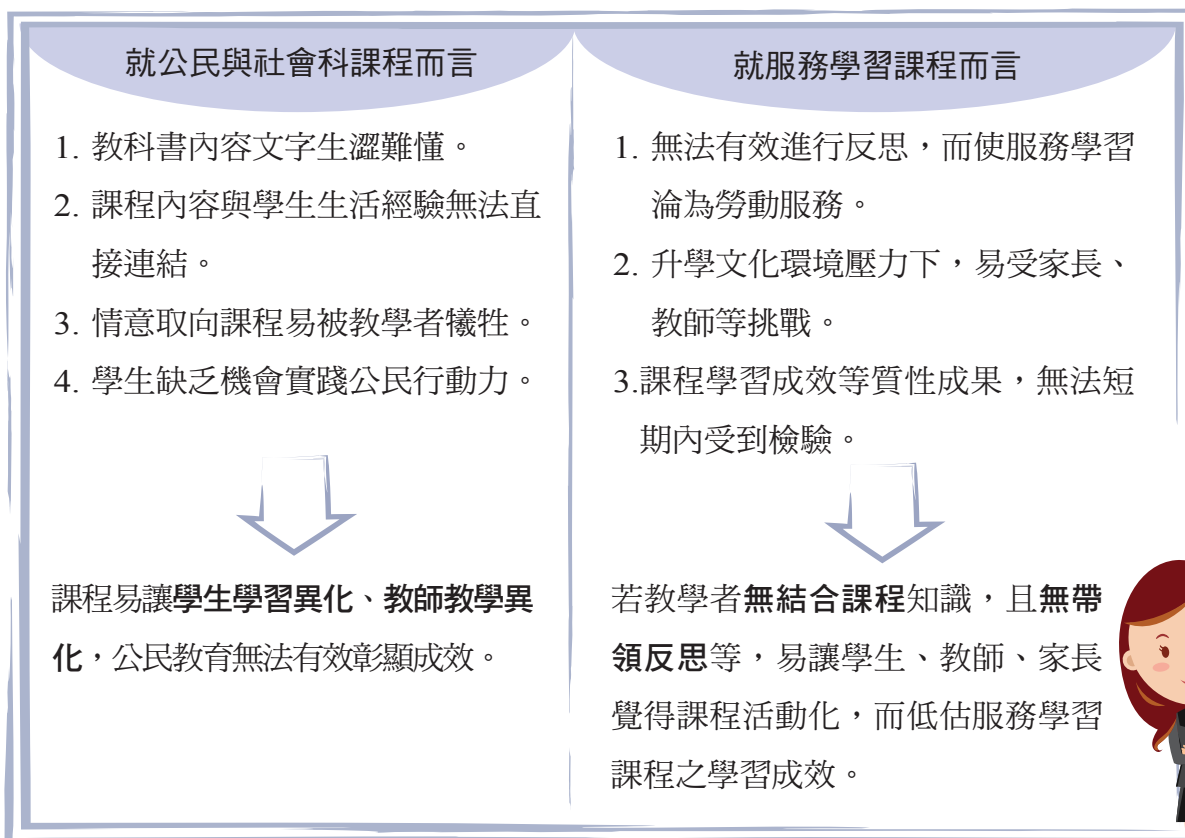 就公民與社會科課程而言
1. 教科書內容文字生澀難懂。
2. 課程內容與學生生活經驗無法直
接連結。
3. 情意取向課程易被教學者犧牲。
4. 學生缺乏機會實踐公民行動力。
課程易讓學生學習異化、教師教學異
化，公民教育無法有效彰顯成效。
就服務學習課程而言
1. 無法有效進行反思，而使服務學習
淪為勞動服務。
2. 升學文化環境壓力下，易受家長、
教師等挑戰。
3.課程學習成效等質性成果，無法短
期內受到檢驗。
若教學者無結合課程知識，且無帶
領反思等，易讓學生、教師、家長
覺得課程活動化，而低估服務學習
課程之學習成效。